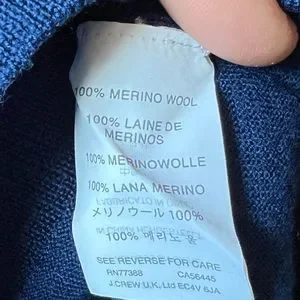 100% MERINO WOOL
100% LAINE DE
MERINOS
100% MERINOWOLLE
100% LANA MERINO
メリノウール 100%
100% 메리노 울
SEE REVERSE FOR CARE
RN77388 CA56445
J.CREW U.K, Ltd EC4V 6JA